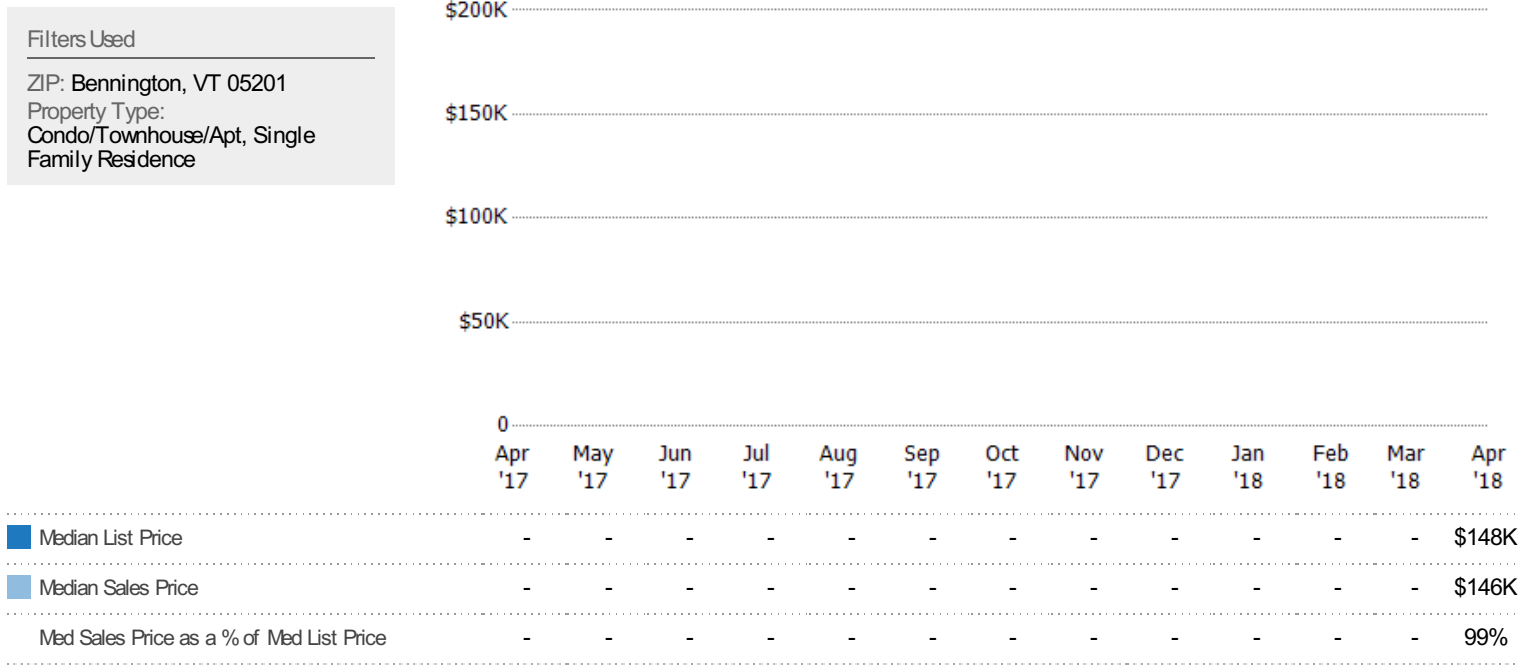 Filters Used
ZIP: Bennington, VT 05201
Property Type:
Condo/Townhouse/Apt, Single
Family Residence
$200K
$150K
$100K
$50K
0
Apr May Jun Jul Aug Sep Oct Nov Dec Jan Feb Mar Apr
'17 '17 '17 '17 '17 '17 '17 '17 '17 '18 '18 '18 '18
Median List Price - - - - - - - - - - - - $148K
Median Sales Price - - - - - - - - - - - - $146K
Med Sales Price as a % of Med List Price - - - - - - - - - - - - 99%